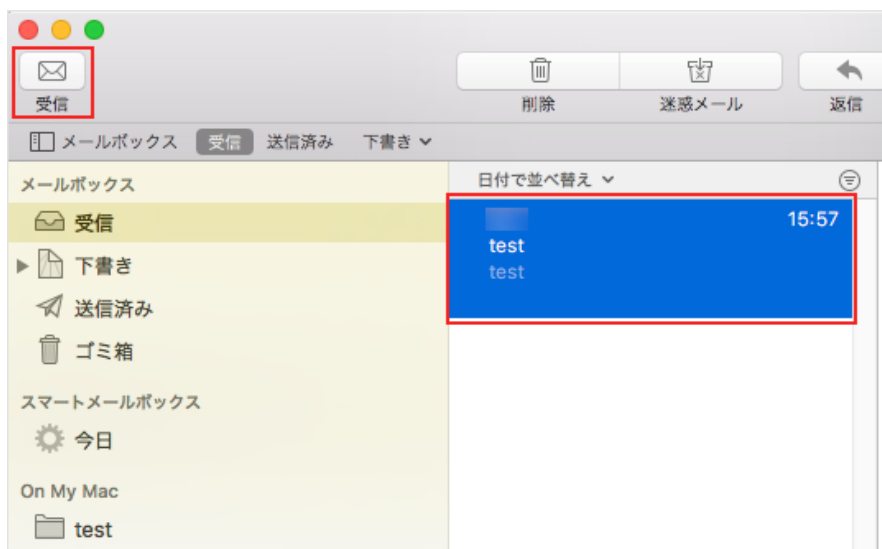 受信
削除
迷惑メール
返信
メールボックス 受信 送信済み 下書き
メールボックス
受信
下書き
送信済み
ゴミ箱
スマートメールボックス
今日
On My Mac
test
日付で並べ替え
15:57
test
test